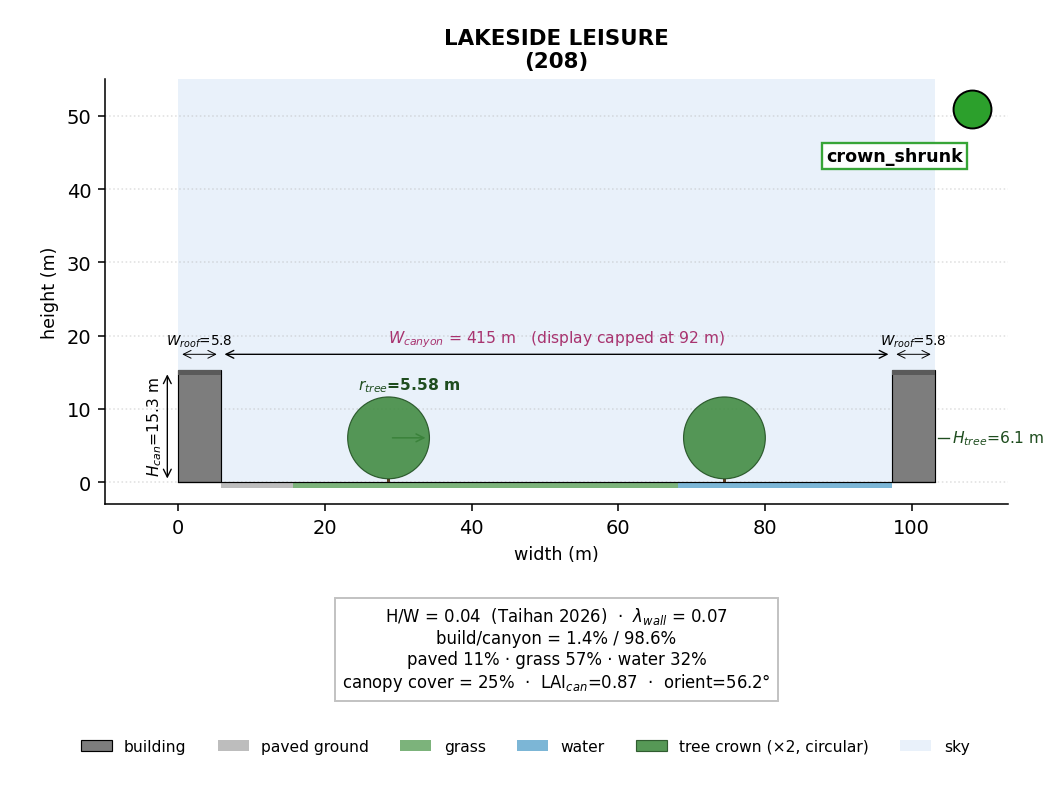 LAKESIDE LEISURE
(208)
crown_shrunk
height (m)
50
40
30
20
10
0
W_roof=5.8
W_canyon = 415 m (display capped at 92 m)
W_roof=5.8
H_can=15.3 m
r_tree=5.58 m
H_tree=6.1 m
0 20 40 60 80 100
width (m)
H/W = 0.04 (Taihan 2026) · λ_wall = 0.07
build/canyon = 1.4% / 98.6%
paved 11% · grass 57% · water 32%
canopy cover = 25% · LAI_can=0.87 · orient=56.2°
building paved ground grass water tree crown (×2, circular) sky